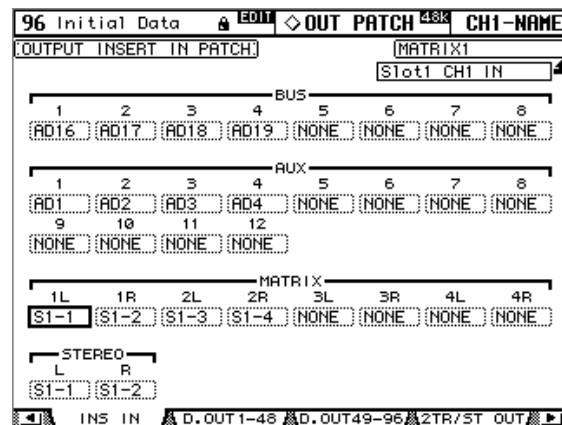 96 Initial Data EDIT ◇OUT PATCH 48k CH1-NAME
OUTPUT INSERT IN PATCH MATRIX1
Slot1 CH1 IN
BUS
1 2 3 4 5 6 7 8
AD16 AD17 AD18 AD19 NONE NONE NONE NONE
AUX
1 2 3 4 5 6 7 8
AD1 AD2 AD3 AD4 NONE NONE NONE NONE
9 10 11 12
NONE NONE NONE NONE
MATRIX
1L 1R 2L 2R 3L 3R 4L 4R
S1-1 S1-2 S1-3 S1-4 NONE NONE NONE NONE
STEREO
L R
S1-1 S1-2
INS IN D.OUT1-48 D.OUT49-96 2TR/ST OUT